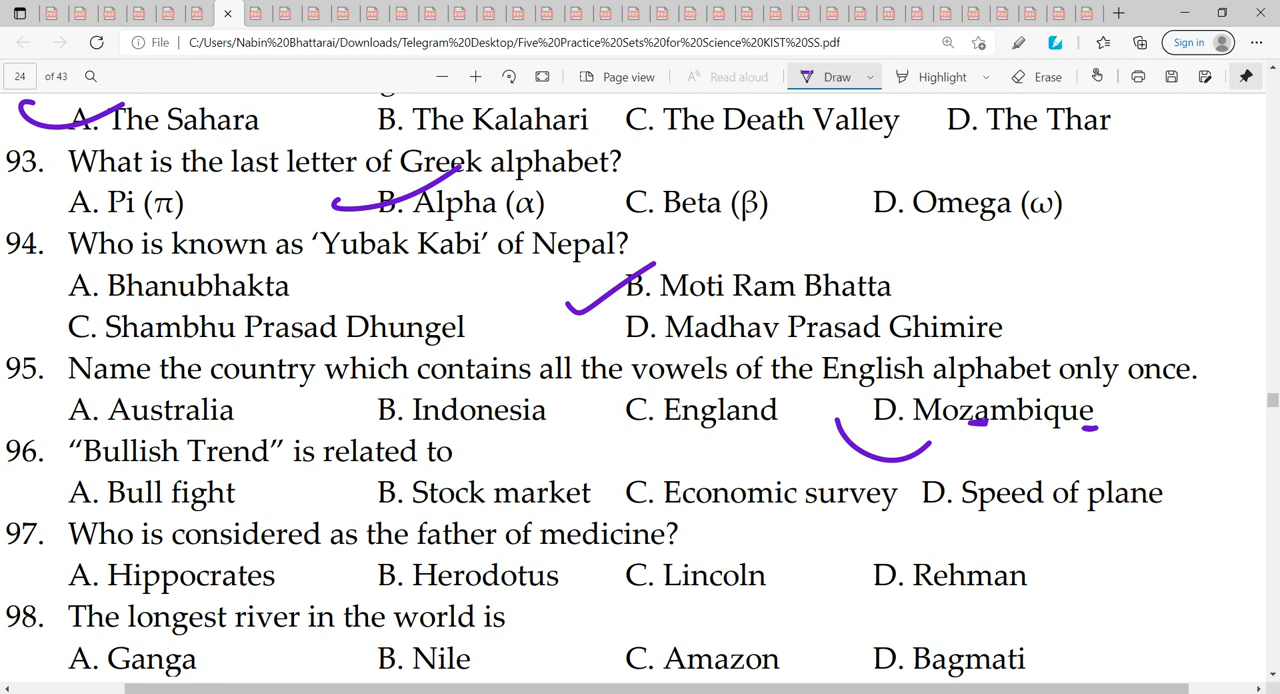 File C:/Users/Nabin%20Bhattarai/Downloads/Telegram%20Desktop/Five%20Practice%20Sets%20for%20Science%20KIST%20SS.pdf Sign in
24 of 43 Page view Read aloud Draw Highlight Erase
A. The Sahara B. The Kalahari C. The Death Valley D. The Thar
93. What is the last letter of Greek alphabet?
A. Pi (π) B. Alpha (α) C. Beta (β) D. Omega (ω)
94. Who is known as ‘Yubak Kabi’ of Nepal?
A. Bhanubhakta B. Moti Ram Bhatta
C. Shambhu Prasad Dhungel D. Madhav Prasad Ghimire
95. Name the country which contains all the vowels of the English alphabet only once.
A. Australia B. Indonesia C. England D. Mozambique
96. “Bullish Trend” is related to
A. Bull fight B. Stock market C. Economic survey D. Speed of plane
97. Who is considered as the father of medicine?
A. Hippocrates B. Herodotus C. Lincoln D. Rehman
98. The longest river in the world is
A. Ganga B. Nile C. Amazon D. Bagmati